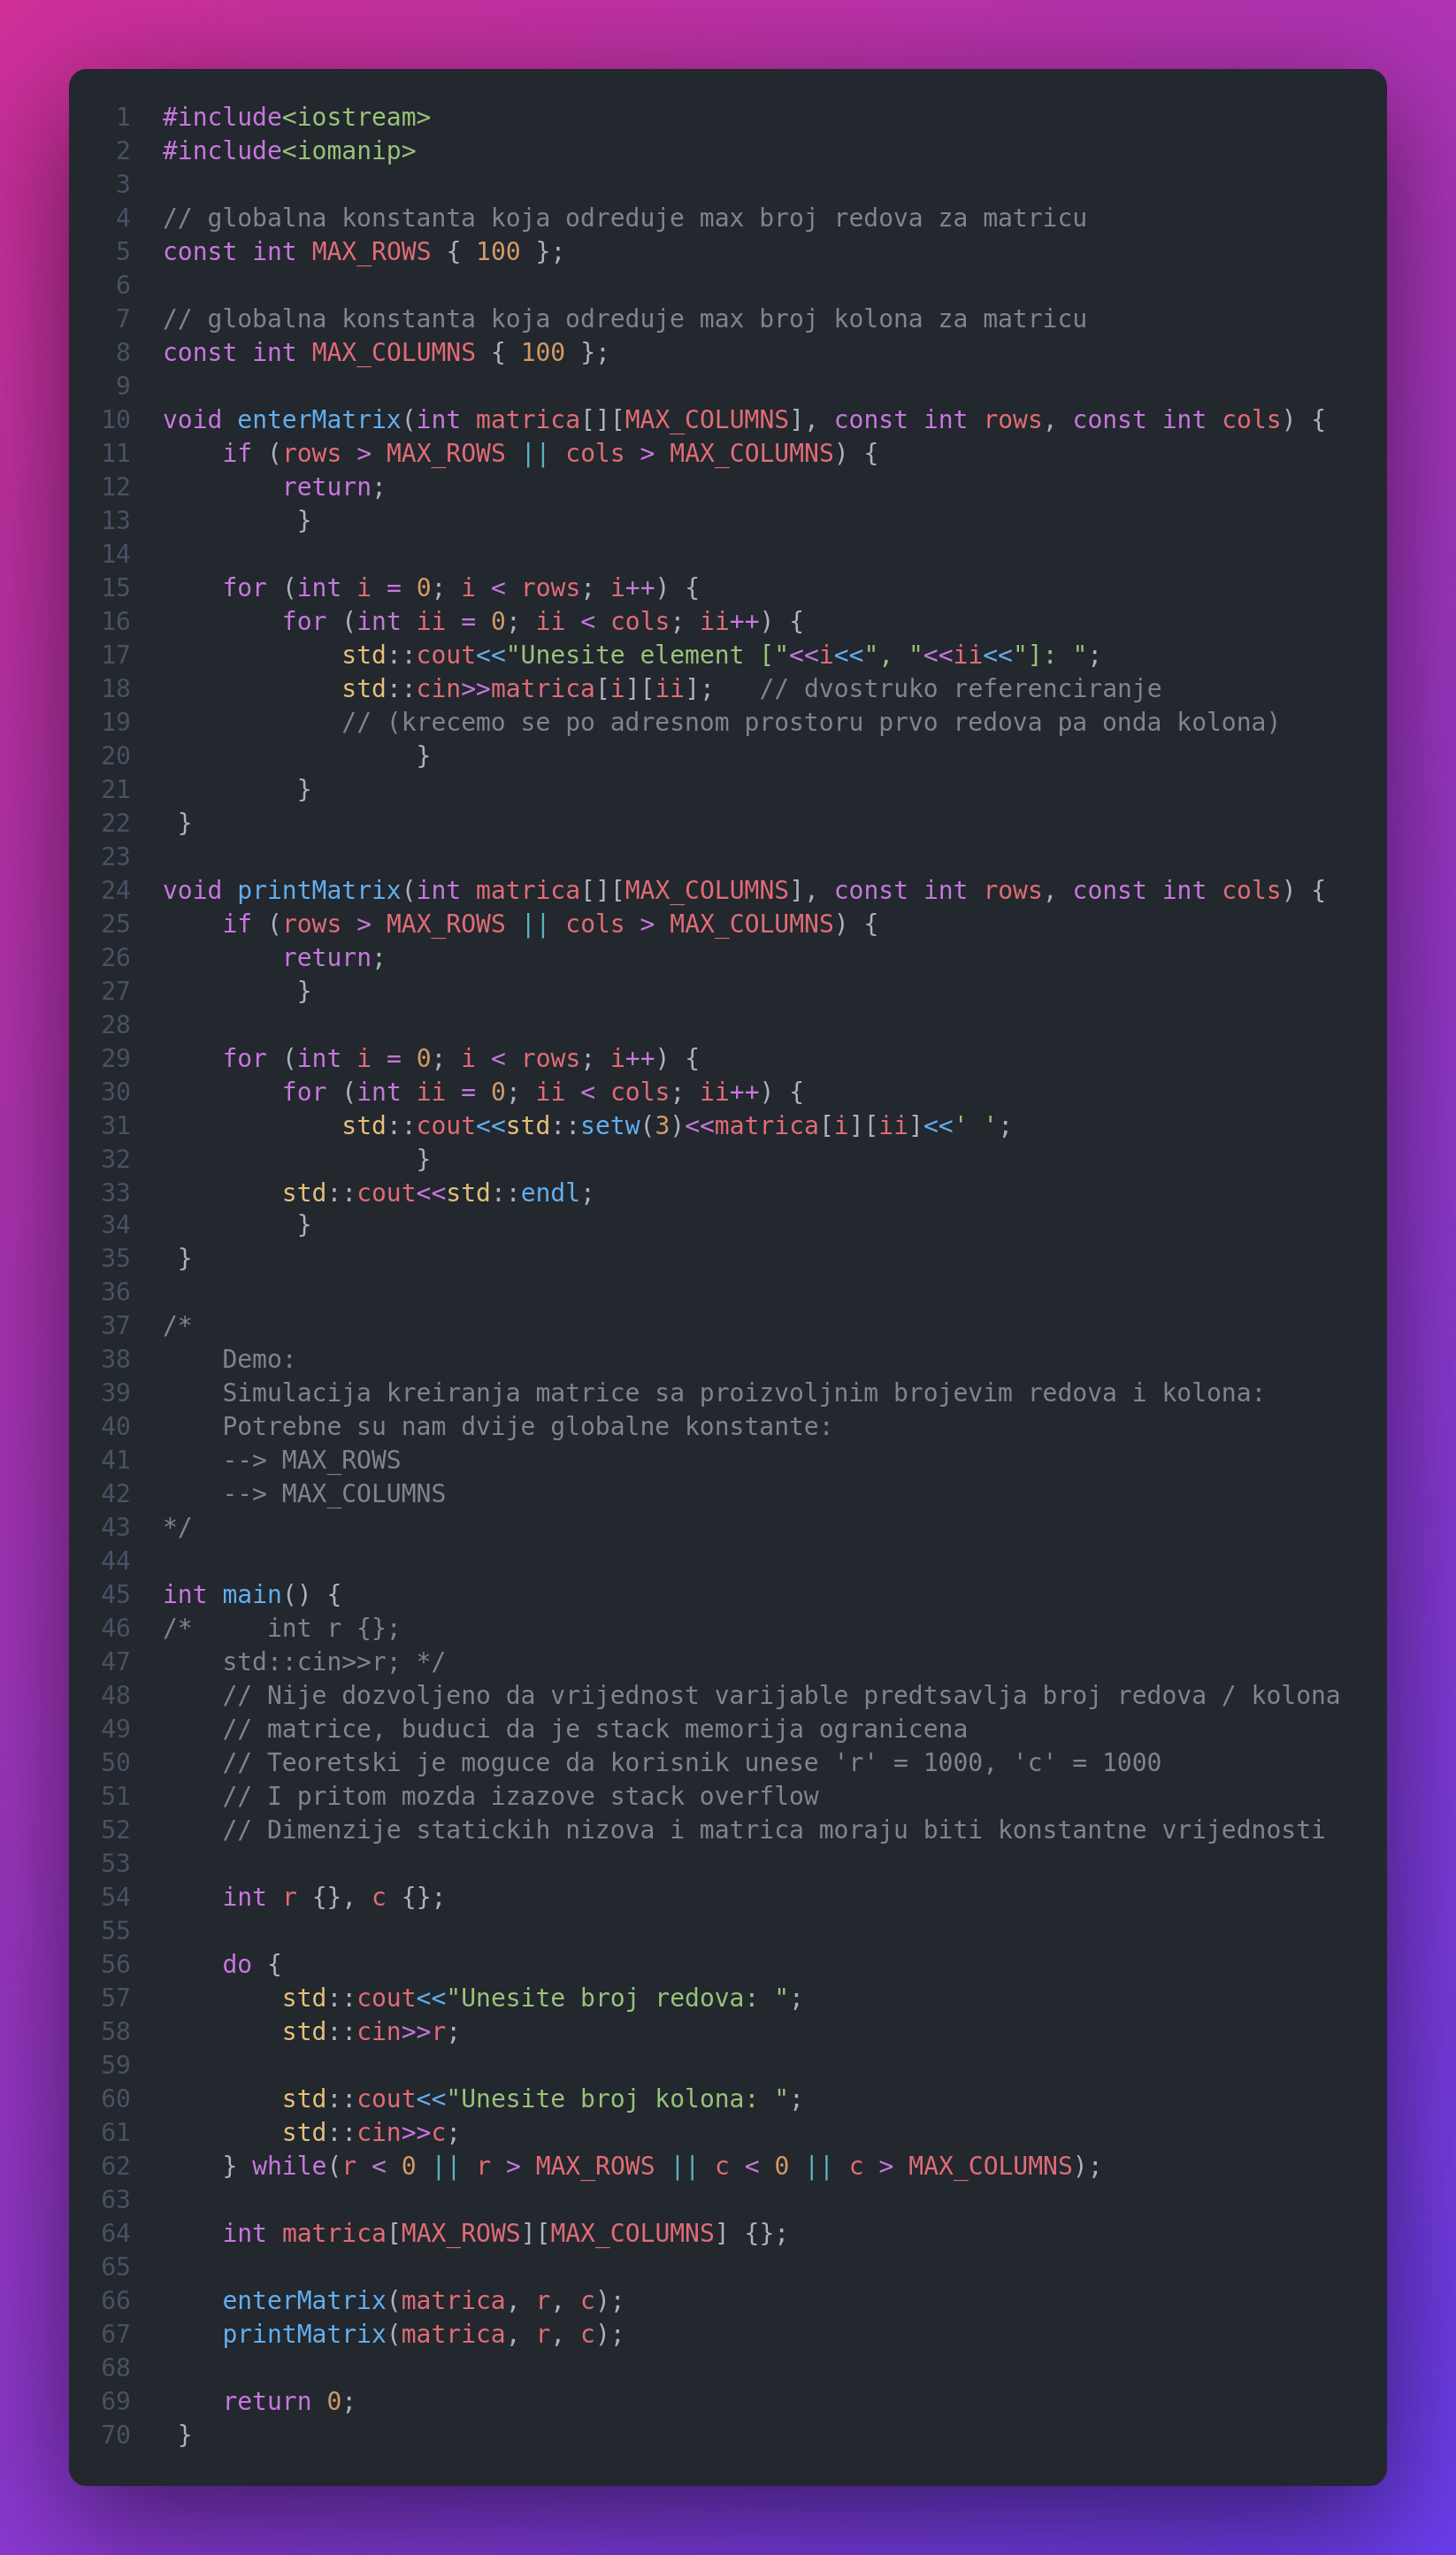 1 #include<iostream>
2 #include<iomanip>
3
4 // globalna konstanta koja odreduje max broj redova za matricu
5 const int MAX_ROWS { 100 };
6
7 // globalna konstanta koja odreduje max broj kolona za matricu
8 const int MAX_COLUMNS { 100 };
9
10 void enterMatrix(int matrica[][MAX_COLUMNS], const int rows, const int cols) {
11     if (rows > MAX_ROWS || cols > MAX_COLUMNS) {
12         return;
13          }
14
15     for (int i = 0; i < rows; i++) {
16         for (int ii = 0; ii < cols; ii++) {
17             std::cout<<"Unesite element ["<<i<<", "<<ii<<"]: ";
18             std::cin>>matrica[i][ii];   // dvostruko referenciranje
19             // (krecemo se po adresnom prostoru prvo redova pa onda kolona)
20                  }
21          }
22  }
23
24 void printMatrix(int matrica[][MAX_COLUMNS], const int rows, const int cols) {
25     if (rows > MAX_ROWS || cols > MAX_COLUMNS) {
26         return;
27          }
28
29     for (int i = 0; i < rows; i++) {
30         for (int ii = 0; ii < cols; ii++) {
31             std::cout<<std::setw(3)<<matrica[i][ii]<<' ';
32                  }
33         std::cout<<std::endl;
34          }
35  }
36
37 /*
38     Demo:
39     Simulacija kreiranja matrice sa proizvoljnim brojevim redova i kolona:
40     Potrebne su nam dvije globalne konstante:
41     --> MAX_ROWS
42     --> MAX_COLUMNS
43 */
44
45 int main() {
46 /*     int r {};
47     std::cin>>r; */
48     // Nije dozvoljeno da vrijednost varijable predtsavlja broj redova / kolona
49     // matrice, buduci da je stack memorija ogranicena
50     // Teoretski je moguce da korisnik unese 'r' = 1000, 'c' = 1000
51     // I pritom mozda izazove stack overflow
52     // Dimenzije statickih nizova i matrica moraju biti konstantne vrijednosti
53
54     int r {}, c {};
55
56     do {
57         std::cout<<"Unesite broj redova: ";
58         std::cin>>r;
59
60         std::cout<<"Unesite broj kolona: ";
61         std::cin>>c;
62     } while(r < 0 || r > MAX_ROWS || c < 0 || c > MAX_COLUMNS);
63
64     int matrica[MAX_ROWS][MAX_COLUMNS] {};
65
66     enterMatrix(matrica, r, c);
67     printMatrix(matrica, r, c);
68
69     return 0;
70  }